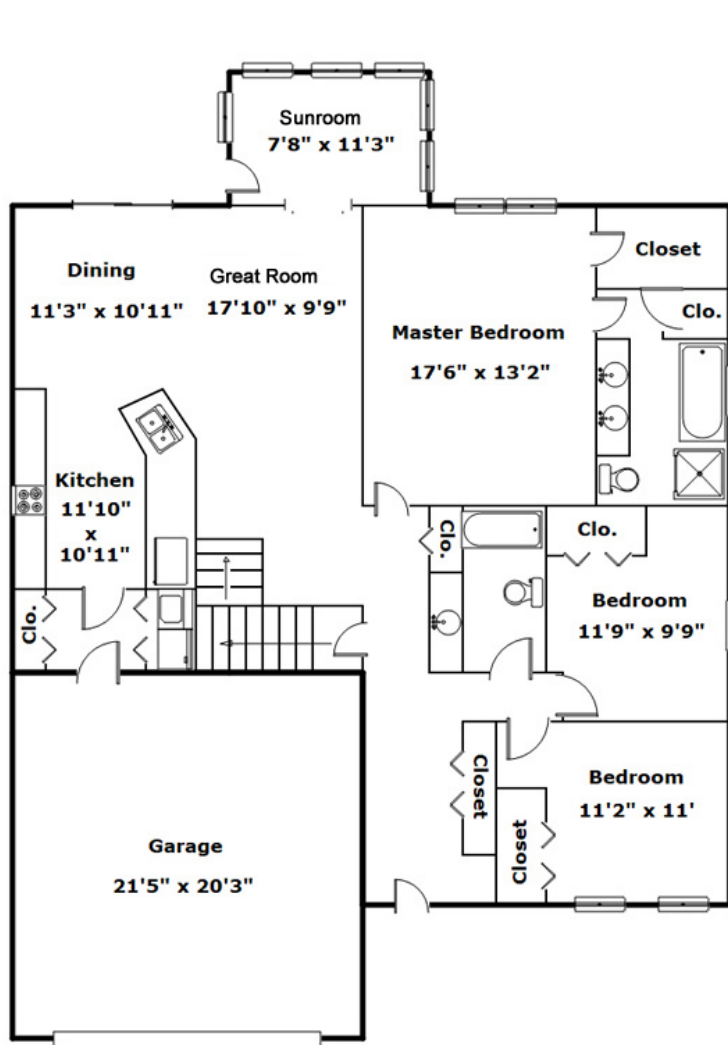 Sunroom
7'8" x 11'3"
Dining
11'3" x 10'11"
Great Room
17'10" x 9'9"
Closet
Clo.
Master Bedroom
17'6" x 13'2"
Kitchen
11'10"
x
10'11"
Clo.
Clo.
Clo.
Bedroom
11'9" x 9'9"
Closet
Closet
Bedroom
11'2" x 11'
Garage
21'5" x 20'3"